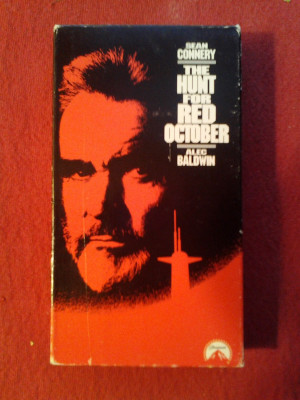 SEAN
CONNERY
THE
HUNT
FOR
RED
OCTOBER
ALEC
BALDWIN